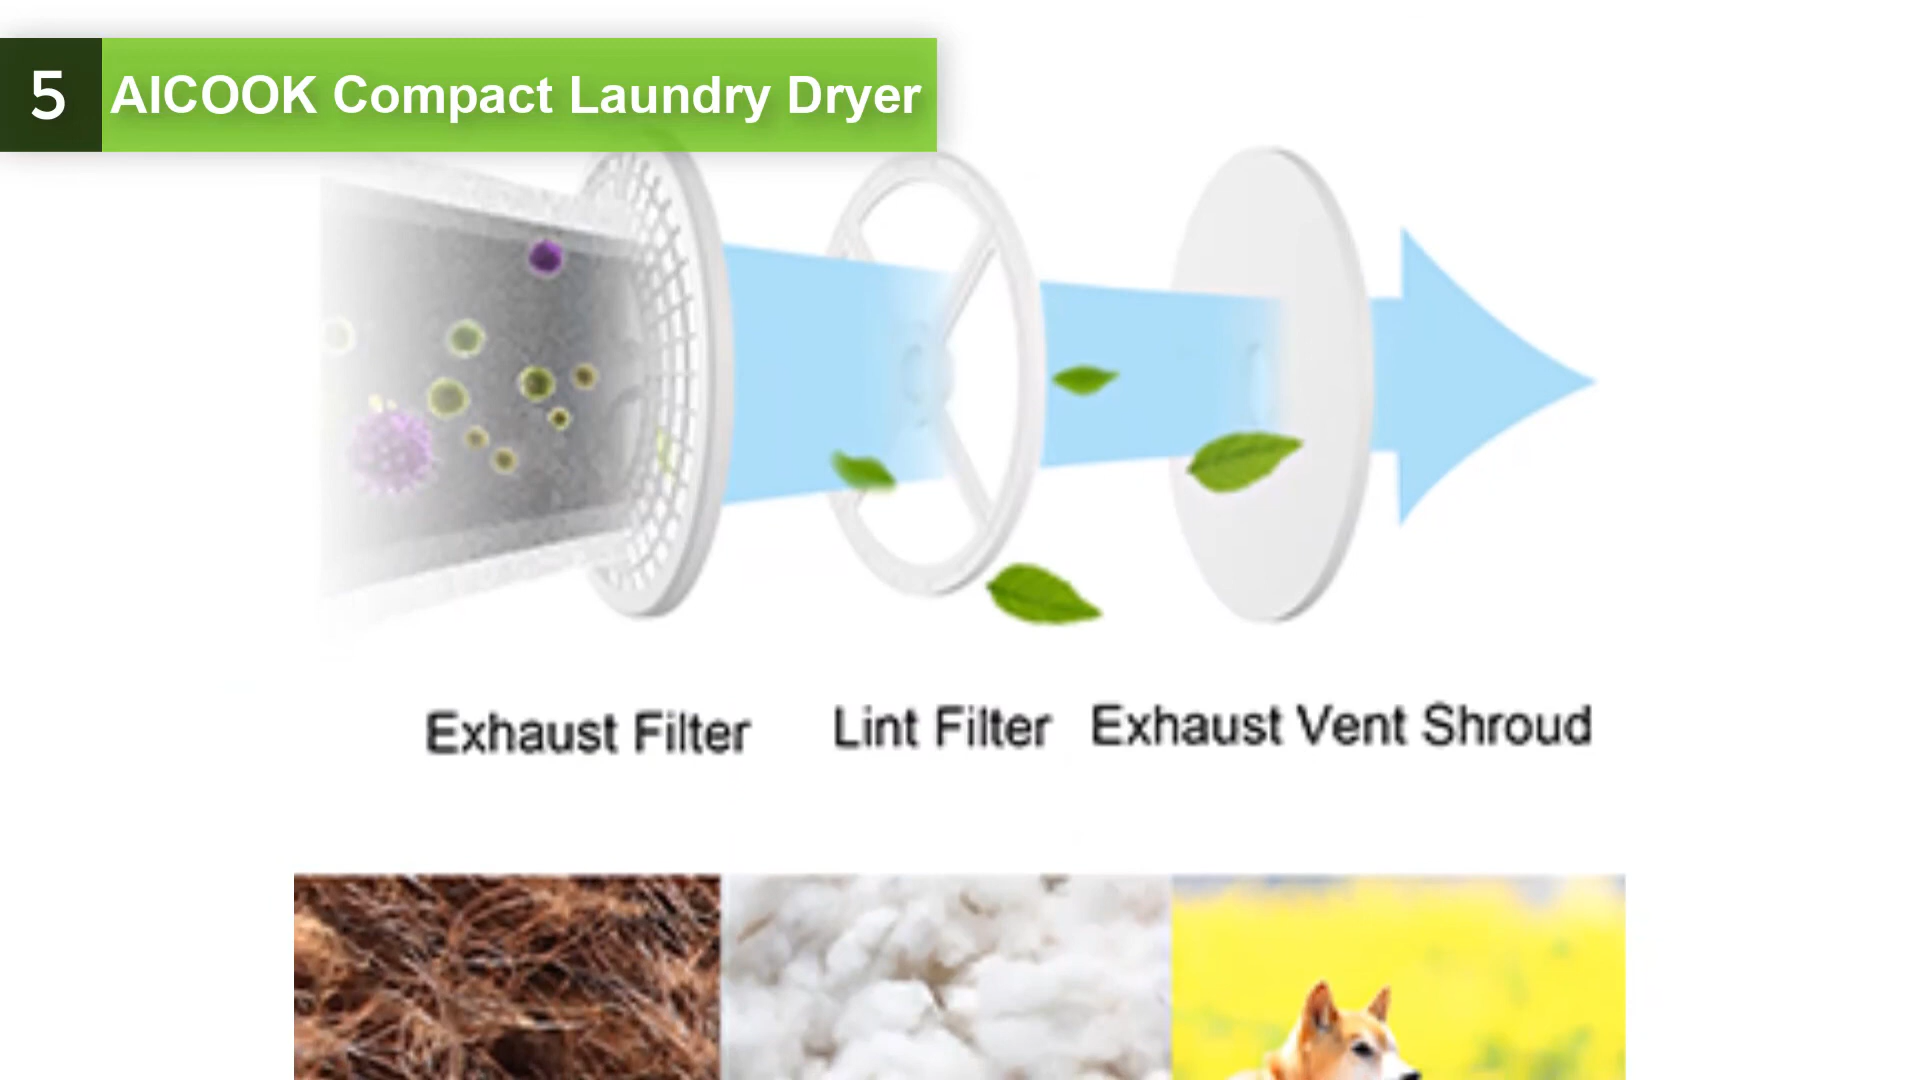 5
AICOOK Compact Laundry Dryer
Exhaust Filter
Lint Filter
Exhaust Vent Shroud